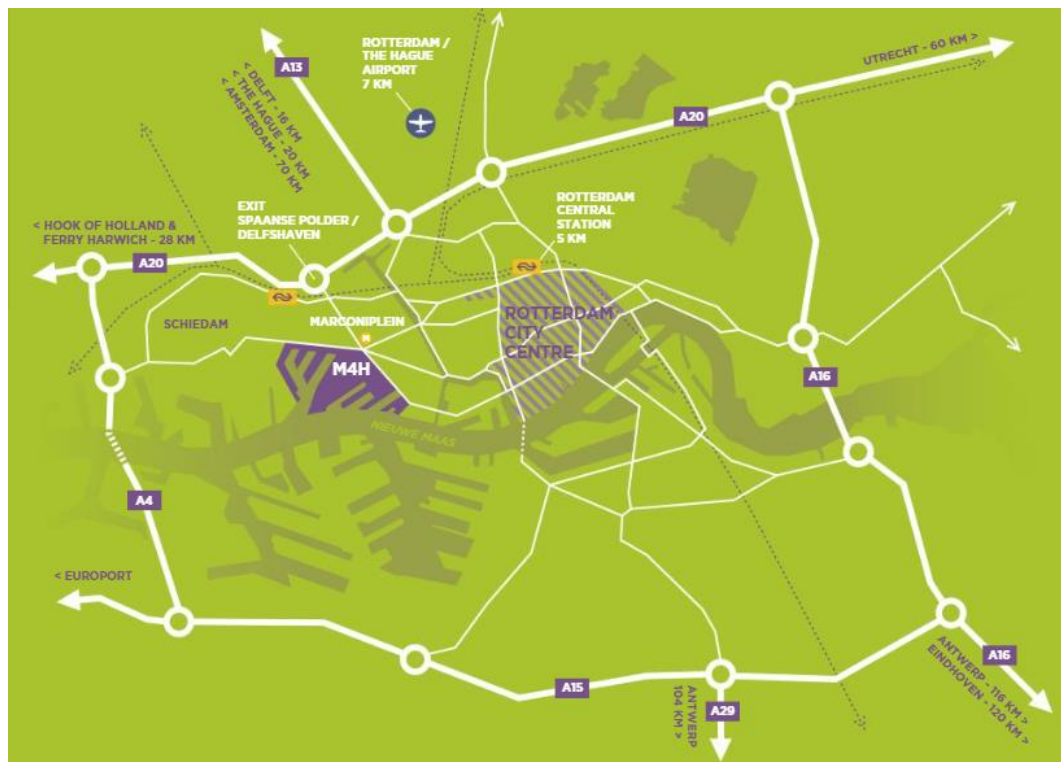 ROTTERDAM /
THE HAGUE
AIRPORT
7 KM
A13
< DELFT - 16 KM
< THE HAGUE - 20 KM
< AMSTERDAM - 70 KM
UTRECHT - 60 KM >
A20
EXIT
SPAANSE POLDER /
DELFSHAVEN
ROTTERDAM
CENTRAL
STATION
5 KM
< HOOK OF HOLLAND &
FERRY HARWICH - 28 KM
A20
SCHIEDAM
MARCONIPLEIN
M
ROTTERDAM
CITY
CENTRE
M4H
A16
NIEUWE MAAS
A4
< EUROPORT
A15
ANTWERP
104 KM >
A29
A16
ANTWERP - 116 KM >
EINDHOVEN - 120 KM >